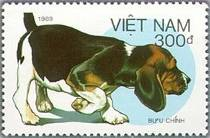 1989
VIỆT NAM
300đ
BƯU CHÍNH